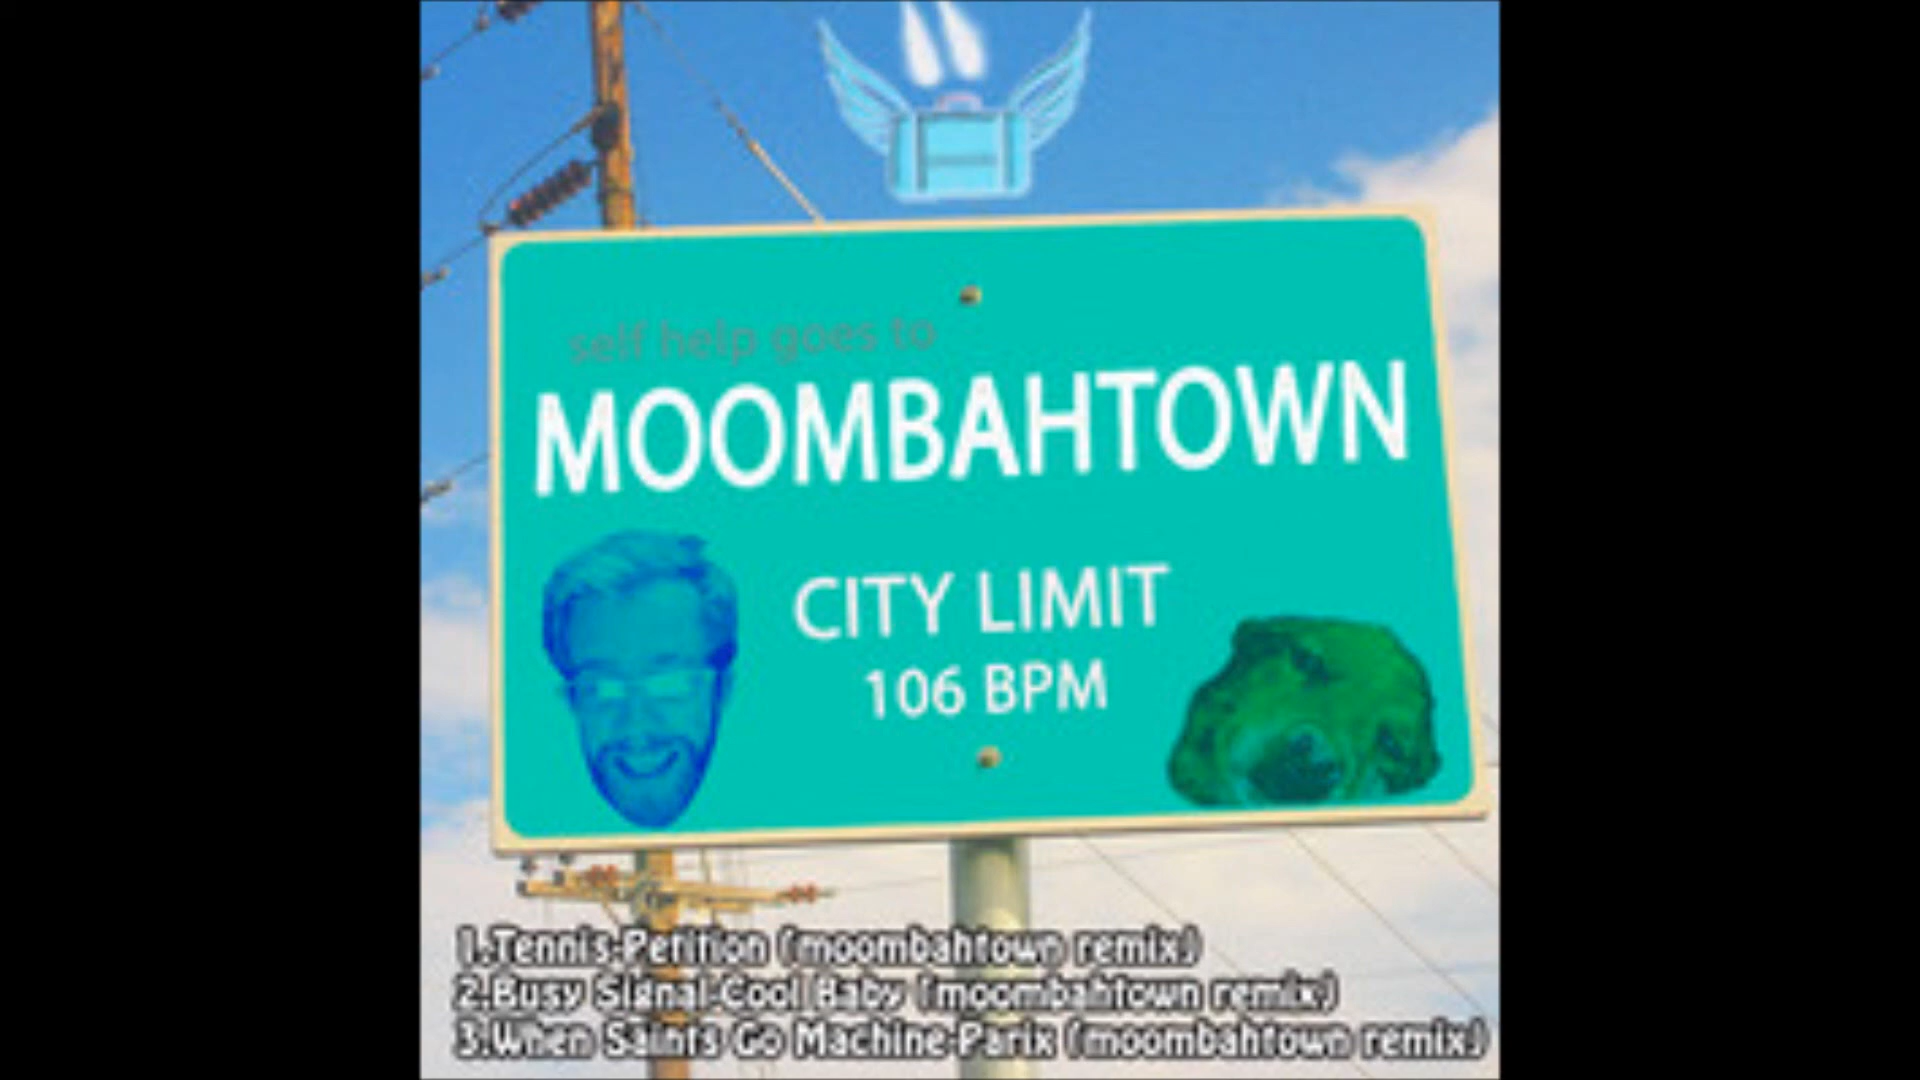 self help goes to
MOOMBAHTOWN
CITY LIMIT
106 BPM
1.Tennis-Petition (moombahtown remix)
2.Busy Signal-Cool Baby (moombahtown remix)
3.When Saints Go Machine-Parix (moombahtown remix)